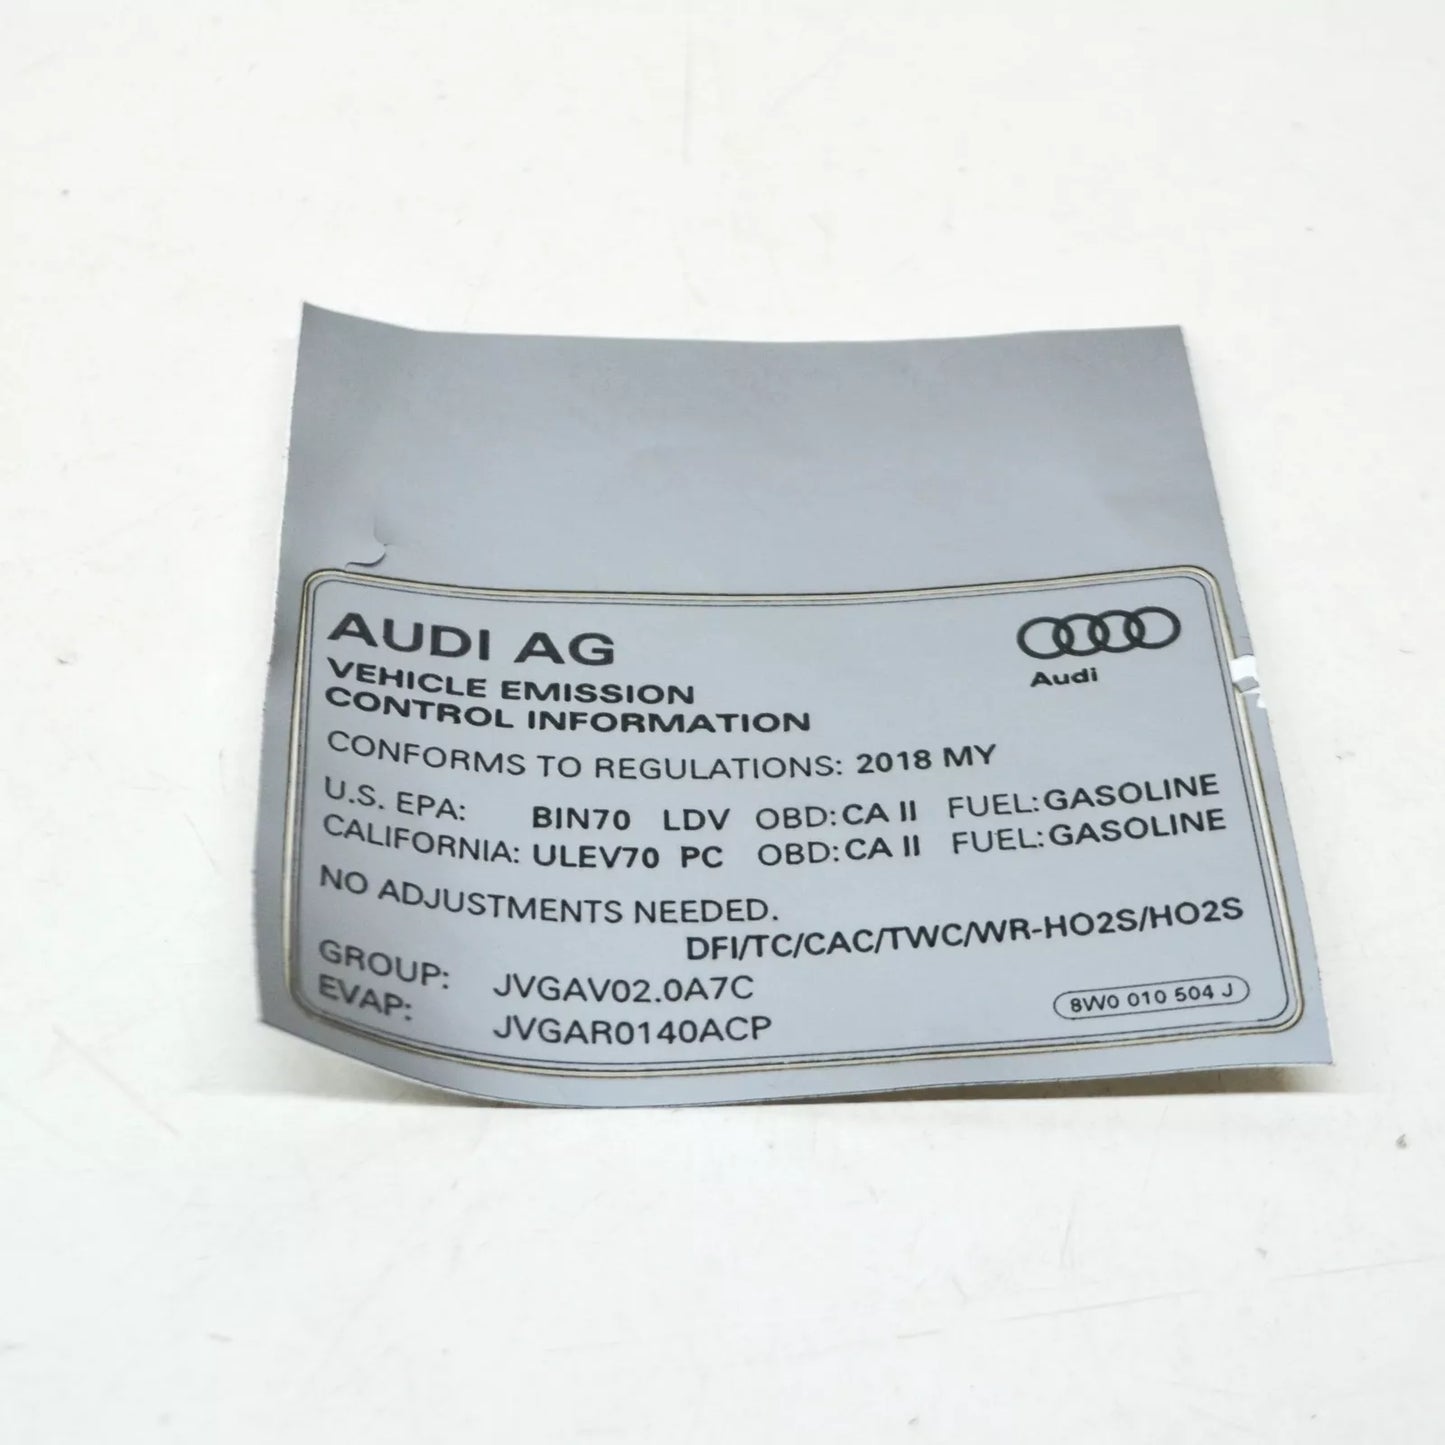 AUDI AG
Audi
VEHICLE EMISSION
CONTROL INFORMATION
CONFORMS TO REGULATIONS: 2018 MY
U.S. EPA: BIN70 LDV OBD:CA II FUEL:GASOLINE
CALIFORNIA: ULEV70 PC OBD:CA II FUEL:GASOLINE
NO ADJUSTMENTS NEEDED.
DFI/TC/CAC/TWC/WR-HO2S/HO2S
GROUP: JVGAV02.0A7C
EVAP: JVGAR0140ACP
8W0 010 504 J